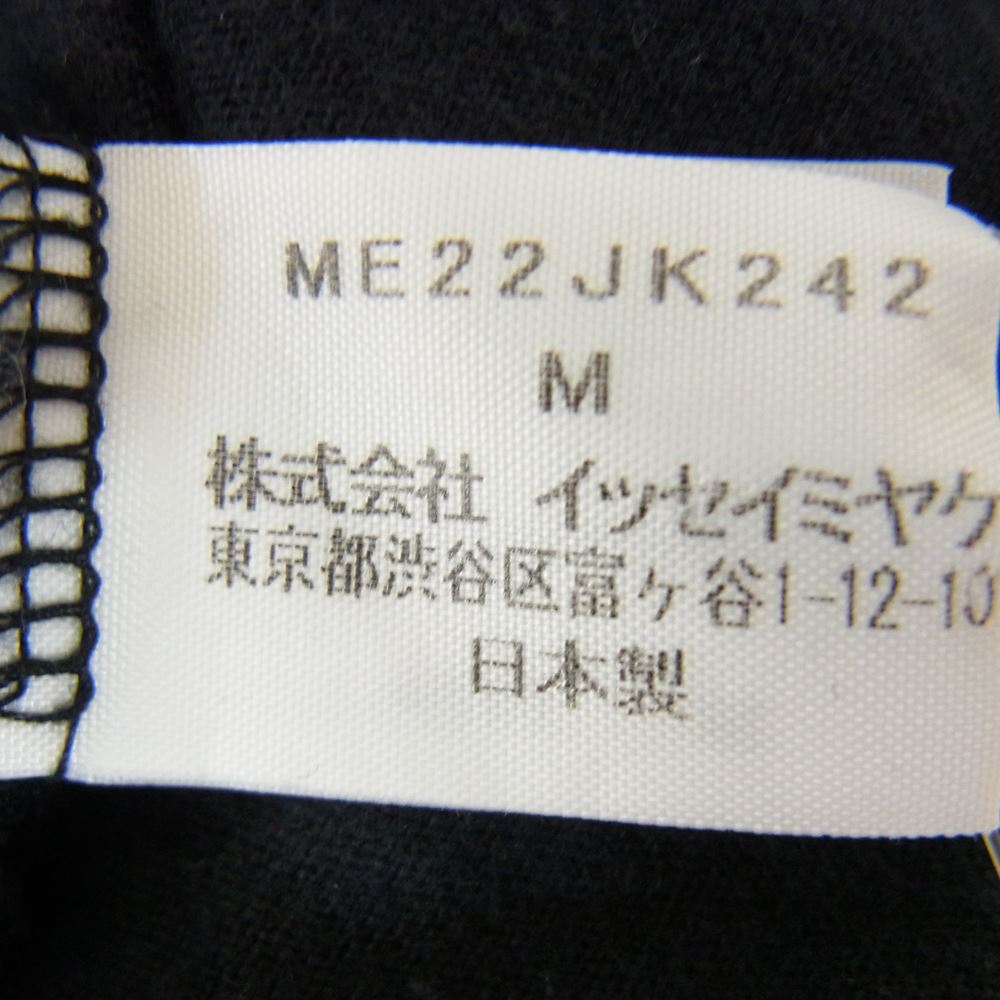 ME22JK242
M
株式会社 イッセイミヤケ
東京都渋谷区富ヶ谷1-12-10
日本製